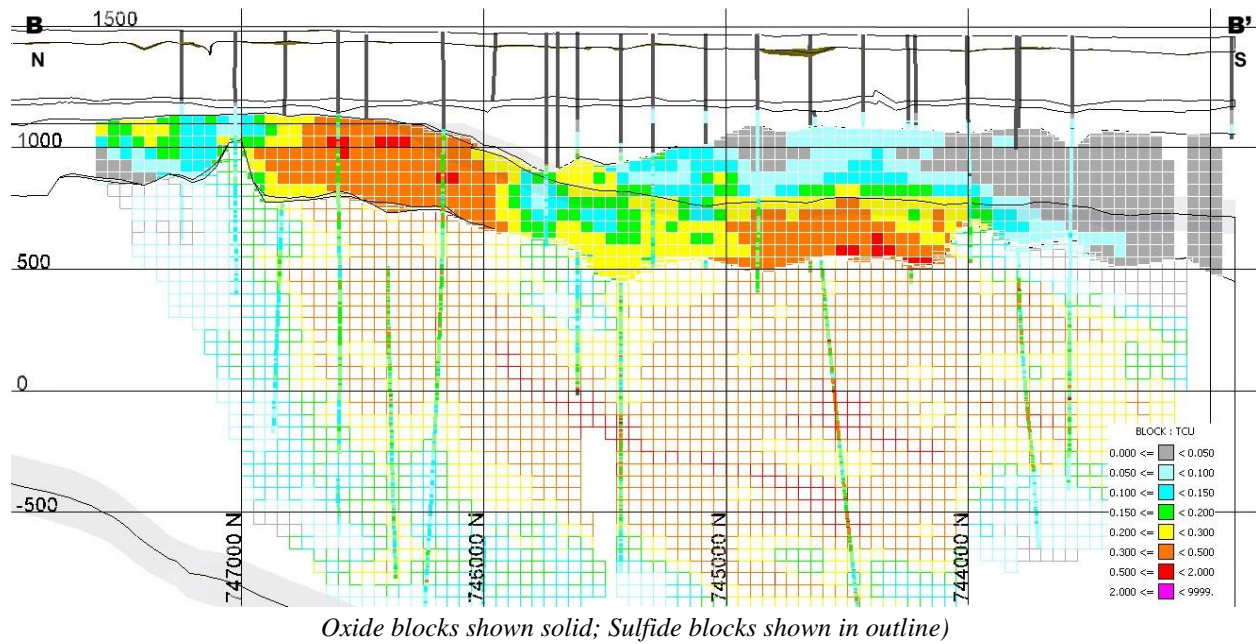 B
1500
B'
N
S
1000
500
0
-500
747000 N
746000 N
745000 N
744000 N
BLOCK : TCU
0.000 <= < 0.050
0.050 <= < 0.100
0.100 <= < 0.150
0.150 <= < 0.200
0.200 <= < 0.300
0.300 <= < 0.500
0.500 <= < 2.000
2.000 <= < 9999.
Oxide blocks shown solid; Sulfide blocks shown in outline)